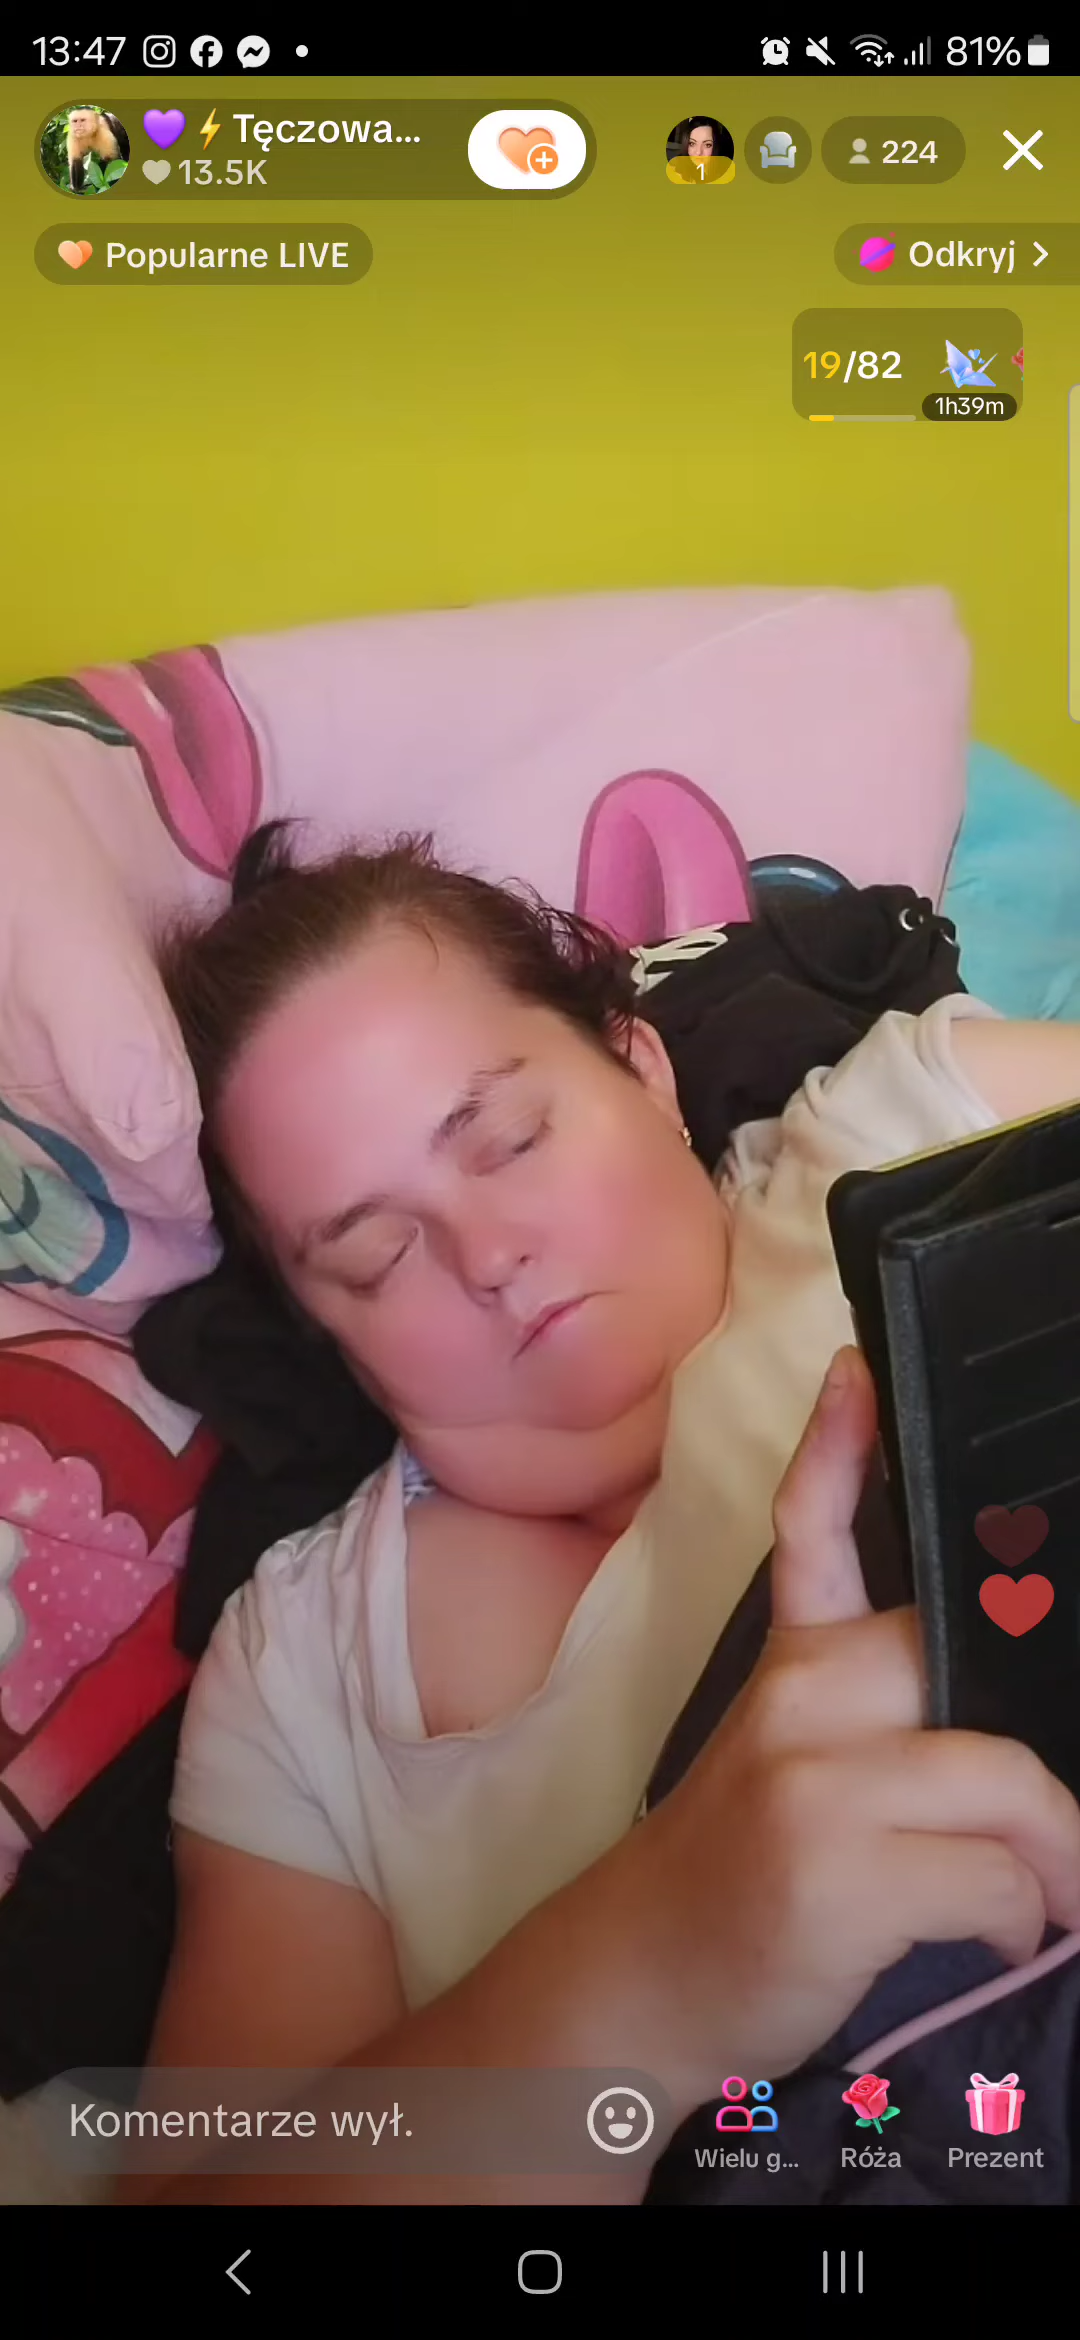 13:47
81%
💜⚡Tęczowa...
13.5K
1
224
Popularne LIVE
Odkryj
19/82
1h39m
Komentarze wył.
Wielu g...
Róża
Prezent